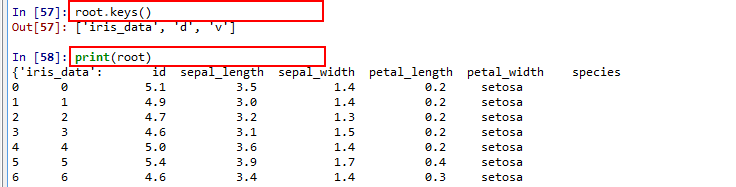 In [57]: root.keys()
Out[57]: ['iris_data', 'd', 'v']
In [58]: print(root)
{'iris_data': id sepal_length sepal_width petal_length petal_width species
0 0 5.1 3.5 1.4 0.2 setosa
1 1 4.9 3.0 1.4 0.2 setosa
2 2 4.7 3.2 1.3 0.2 setosa
3 3 4.6 3.1 1.5 0.2 setosa
4 4 5.0 3.6 1.4 0.2 setosa
5 5 5.4 3.9 1.7 0.4 setosa
6 6 4.6 3.4 1.4 0.3 setosa